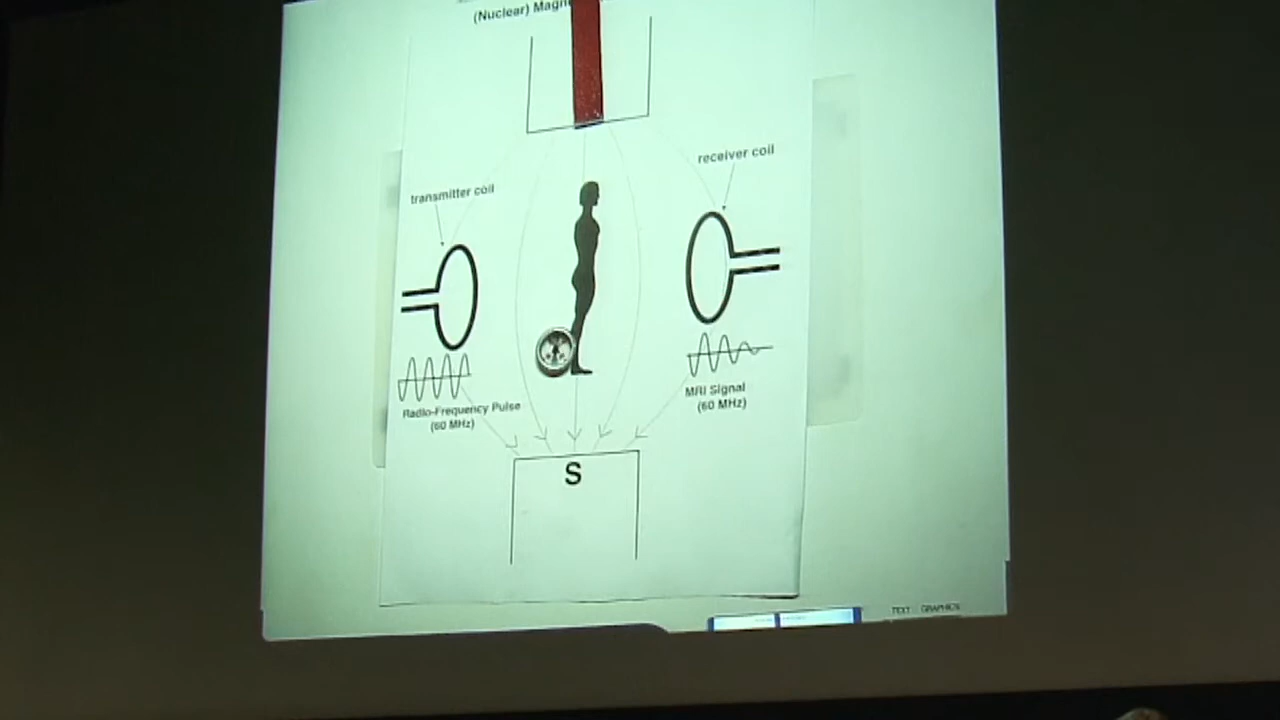 (Nuclear) Magn
receiver coil
transmitter coil
Radio-Frequency Pulse
(60 MHz)
MRI Signal
(60 MHz)
S
TEXT GRAPHICS